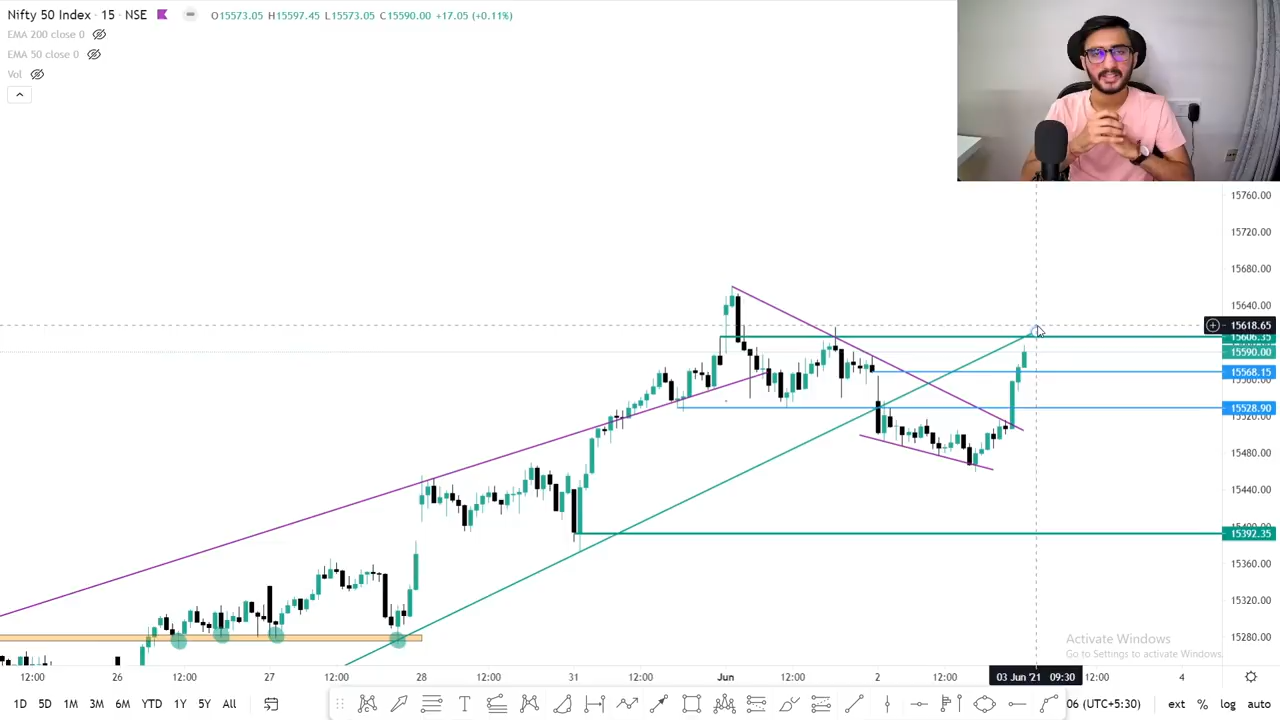 Nifty 50 Index · 15 · NSE O15573.05 H15597.45 L15573.05 C15590.00 +17.05 (+0.11%)
EMA 200 close 0
EMA 50 close 0
Vol
15760.00
15720.00
15680.00
15640.00
15618.65
15606.35
15590.00
15568.15
15528.90
15480.00
15440.00
15392.35
15360.00
15320.00
15280.00
Activate Windows
Go to Settings to activate Windows.
12:00 26 12:00 27 12:00 28 12:00 31 12:00 Jun 12:00 2 12:00 03 Jun '21 09:30 12:00 4
1D 5D 1M 3M 6M YTD 1Y 5Y All T 06 (UTC+5:30) ext % log auto